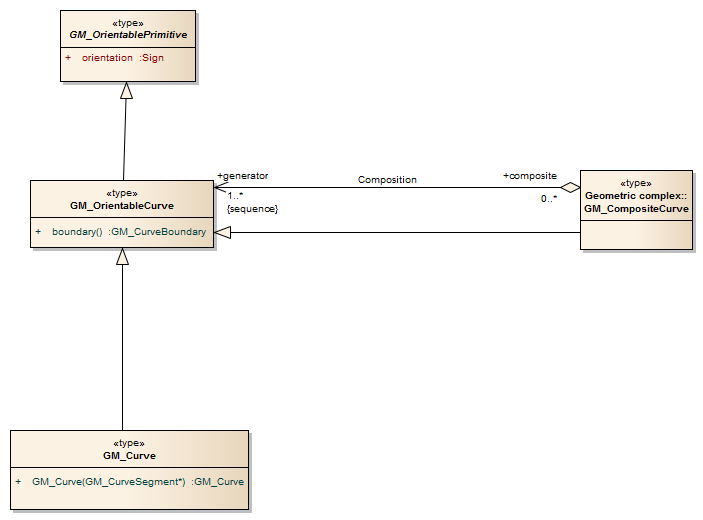 «type»
GM_OrientablePrimitive
+ orientation :Sign
«type»
GM_OrientableCurve
+ boundary() :GM_CurveBoundary
+generator
1..*
{sequence}
Composition
+composite
0..*
«type»
Geometric complex::
GM_CompositeCurve
«type»
GM_Curve
+ GM_Curve(GM_CurveSegment*) :GM_Curve